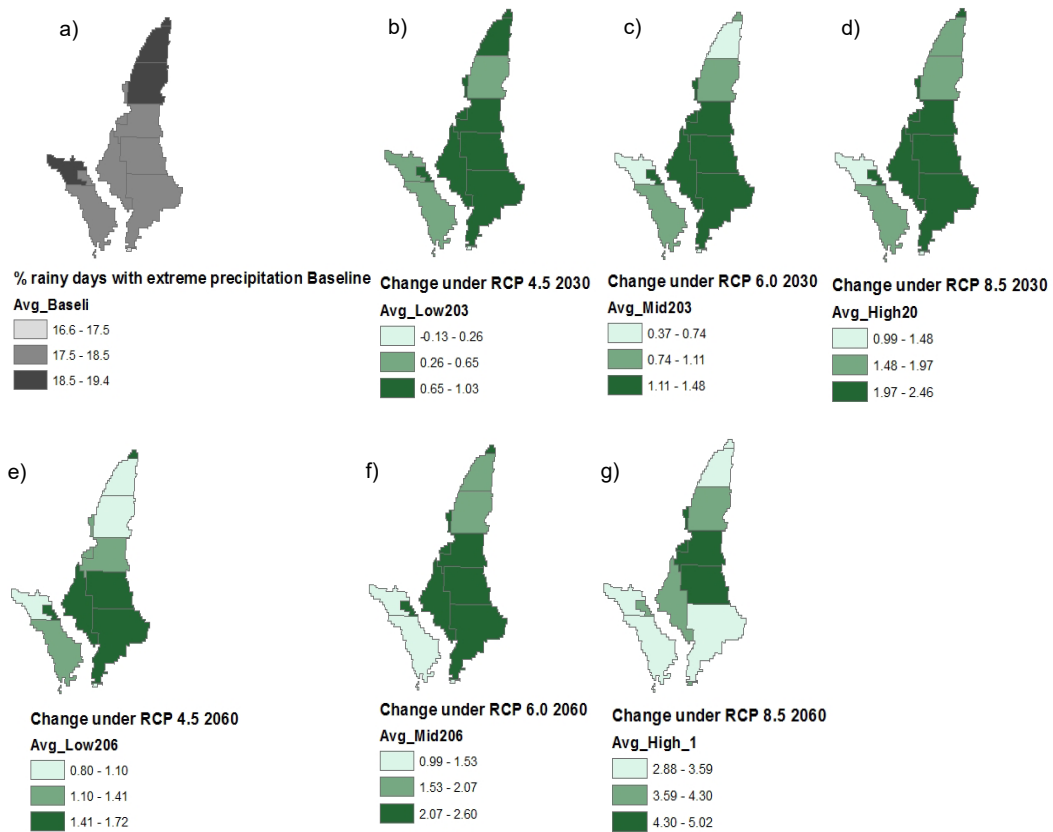 a)
b)
c)
d)
% rainy days with extreme precipitation Baseline
Avg_Baseli
16.6 - 17.5
17.5 - 18.5
18.5 - 19.4
Change under RCP 4.5 2030
Avg_Low203
-0.13 - 0.26
0.26 - 0.65
0.65 - 1.03
Change under RCP 6.0 2030
Avg_Mid203
0.37 - 0.74
0.74 - 1.11
1.11 - 1.48
Change under RCP 8.5 2030
Avg_High20
0.99 - 1.48
1.48 - 1.97
1.97 - 2.46
e)
f)
g)
Change under RCP 4.5 2060
Avg_Low206
0.80 - 1.10
1.10 - 1.41
1.41 - 1.72
Change under RCP 6.0 2060
Avg_Mid206
0.99 - 1.53
1.53 - 2.07
2.07 - 2.60
Change under RCP 8.5 2060
Avg_High_1
2.88 - 3.59
3.59 - 4.30
4.30 - 5.02